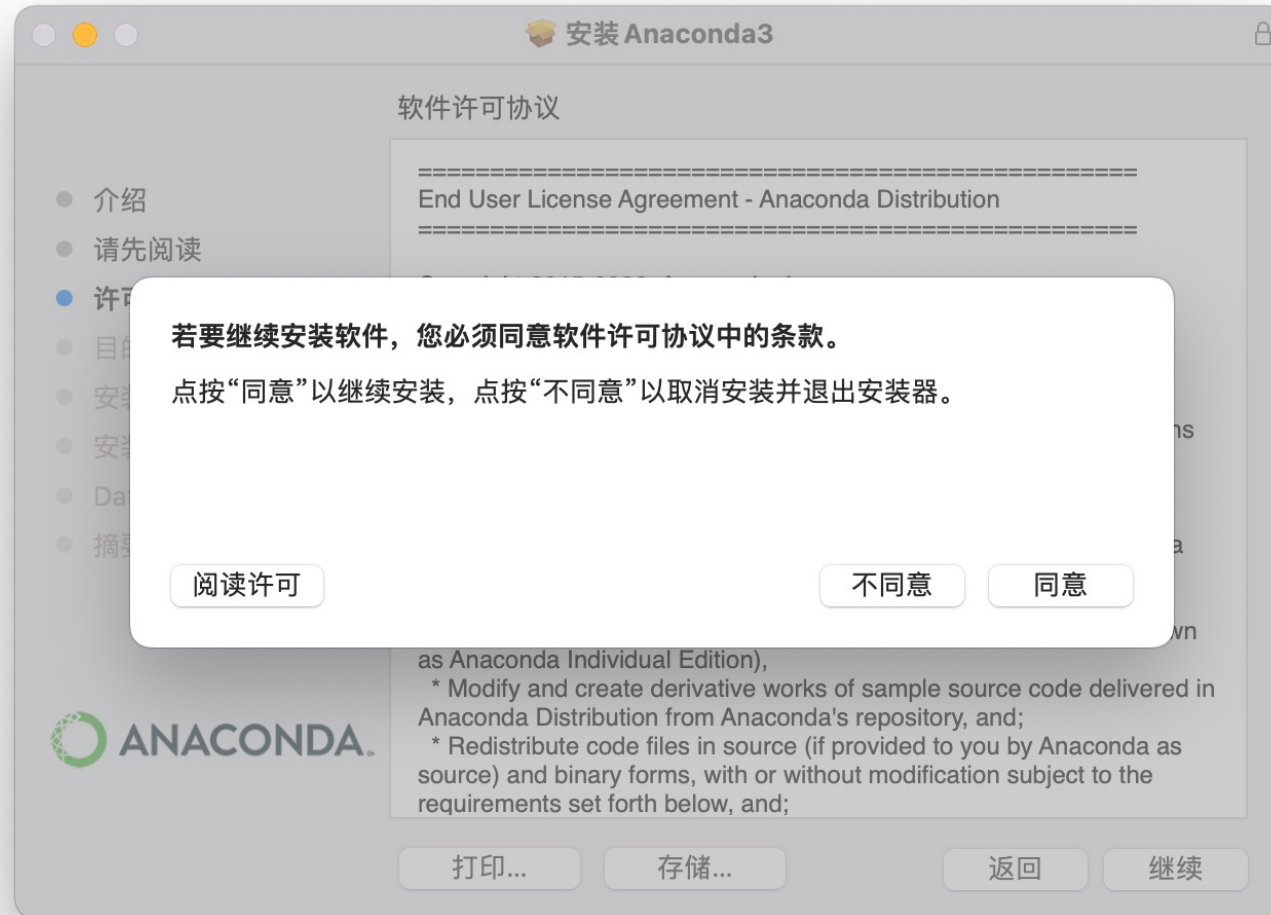 安装 Anaconda3
软件许可协议
介绍
请先阅读
许
===============================================
End User License Agreement - Anaconda Distribution
===============================================
若要继续安装软件，您必须同意软件许可协议中的条款。
点按“同意”以继续安装，点按“不同意”以取消安装并退出安装器。
阅读许可
不同意
同意
as Anaconda Individual Edition),
* Modify and create derivative works of sample source code delivered in
Anaconda Distribution from Anaconda's repository, and;
* Redistribute code files in source (if provided to you by Anaconda as
source) and binary forms, with or without modification subject to the
requirements set forth below, and;
ANACONDA.
打印...
存储...
返回
继续